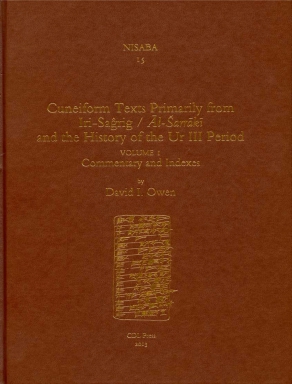 NISABA
15
Cuneiform Texts Primarily from
Iri-Saĝrig / Āl-Šarrākī
and the History of the Ur III Period
VOLUME 1
Commentary and Indexes
by
David I. Owen
CDL Press
2013